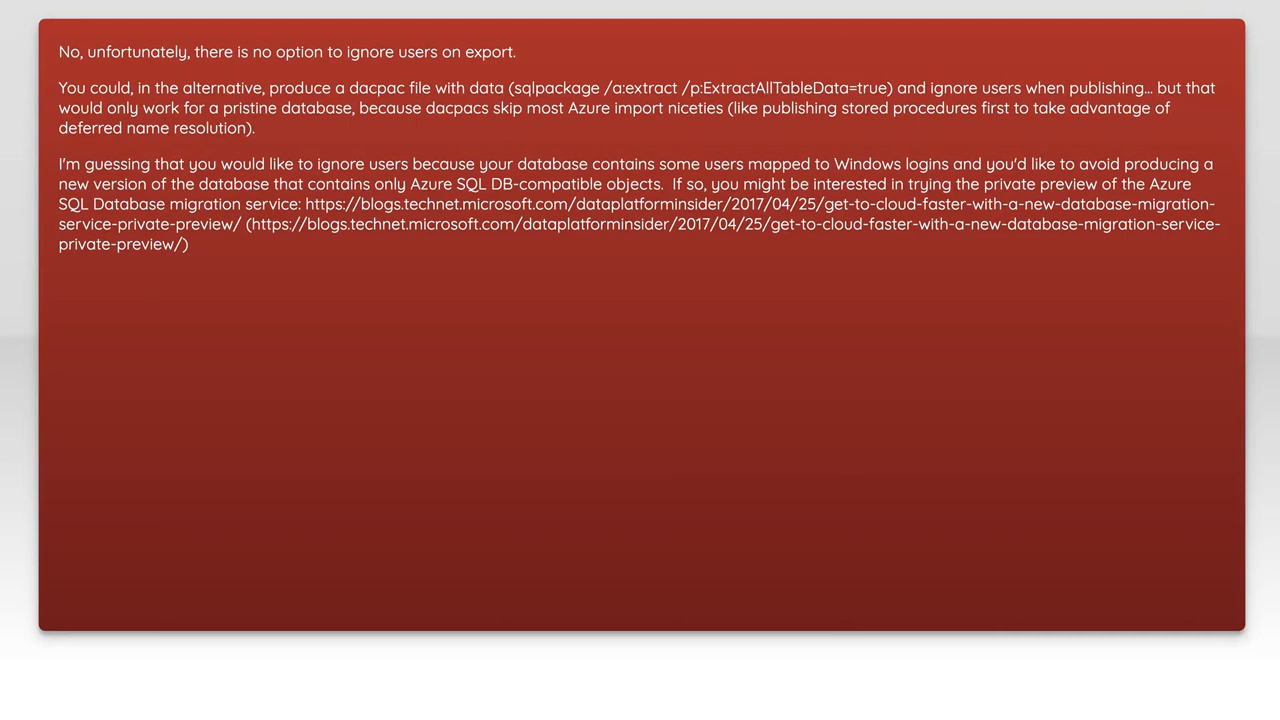 No, unfortunately, there is no option to ignore users on export.
You could, in the alternative, produce a dacpac file with data (sqlpackage /a:extract /p:ExtractAllTableData=true) and ignore users when publishing... but that
would only work for a pristine database, because dacpacs skip most Azure import niceties (like publishing stored procedures first to take advantage of
deferred name resolution).
I'm guessing that you would like to ignore users because your database contains some users mapped to Windows logins and you'd like to avoid producing a
new version of the database that contains only Azure SQL DB-compatible objects.  If so, you might be interested in trying the private preview of the Azure
SQL Database migration service: https://blogs.technet.microsoft.com/dataplatforminsider/2017/04/25/get-to-cloud-faster-with-a-new-database-migration-
service-private-preview/ (https://blogs.technet.microsoft.com/dataplatforminsider/2017/04/25/get-to-cloud-faster-with-a-new-database-migration-service-
private-preview/)